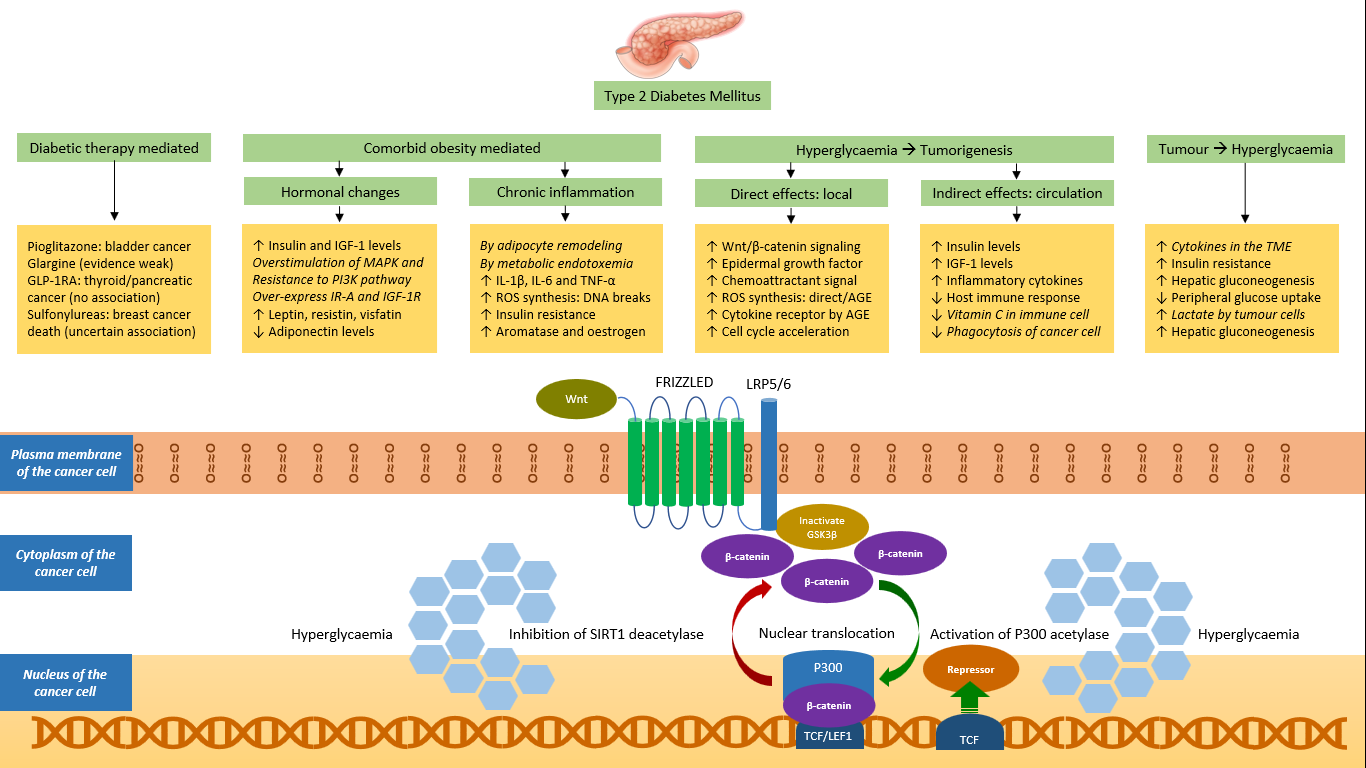 Type 2 Diabetes Mellitus
Diabetic therapy mediated
Comorbid obesity mediated
Hyperglycaemia → Tumorigenesis
Tumour → Hyperglycaemia
Hormonal changes
Chronic inflammation
Direct effects: local
Indirect effects: circulation
Pioglitazone: bladder cancer
Glargine (evidence weak)
GLP-1RA: thyroid/pancreatic
cancer (no association)
Sulfonylureas: breast cancer
death (uncertain association)
↑ Insulin and IGF-1 levels
Overstimulation of MAPK and
Resistance to PI3K pathway
Over-express IR-A and IGF-1R
↑ Leptin, resistin, visfatin
↓ Adiponectin levels
By adipocyte remodeling
By metabolic endotoxemia
↑ IL-1β, IL-6 and TNF-α
↑ ROS synthesis: DNA breaks
↑ Insulin resistance
↑ Aromatase and oestrogen
↑ Wnt/β-catenin signaling
↑ Epidermal growth factor
↑ Chemoattractant signal
↑ ROS synthesis: direct/AGE
↑ Cytokine receptor by AGE
↑ Cell cycle acceleration
↑ Insulin levels
↑ IGF-1 levels
↑ Inflammatory cytokines
↓ Host immune response
↓ Vitamin C in immune cell
↓ Phagocytosis of cancer cell
↑ Cytokines in the TME
↑ Insulin resistance
↑ Hepatic gluconeogenesis
↓ Peripheral glucose uptake
↑ Lactate by tumour cells
↑ Hepatic gluconeogenesis
FRIZZLED
LRP5/6
Wnt
Plasma membrane
of the cancer cell
Inactivate
GSK3β
Cytoplasm of the
cancer cell
β-catenin
β-catenin
β-catenin
Hyperglycaemia
Inhibition of SIRT1 deacetylase
Nuclear translocation
Activation of P300 acetylase
Hyperglycaemia
Nucleus of the
cancer cell
P300
Repressor
β-catenin
TCF/LEF1
TCF